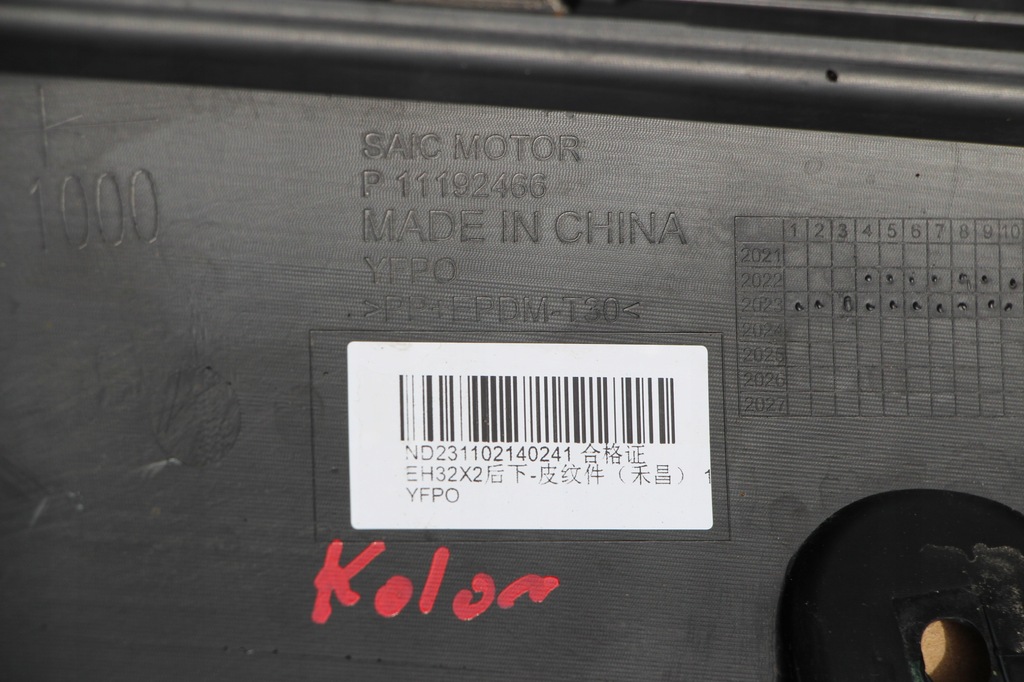 1000
SAIC MOTOR
P 11192466
MADE IN CHINA
YFPO
>PP+EPDM-T30<
1 2 3 4 5 6 7 8 9 10
2021
2022
2023
2024
2025
2026
2027
ND231102140241 合格证
EH32X2后下-皮纹件（禾昌） 1
YFPO
Kolon